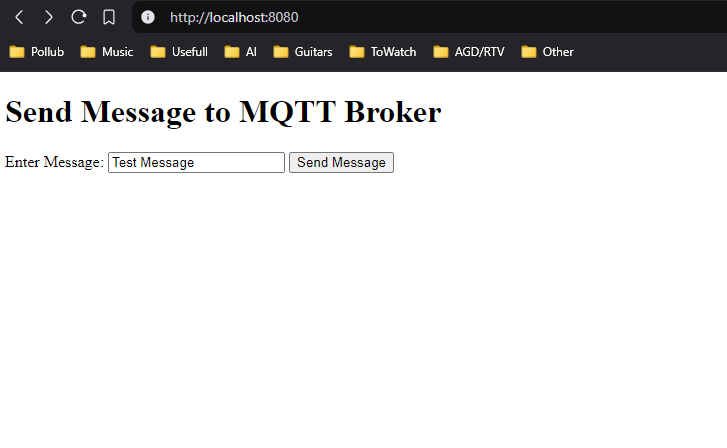 http://localhost:8080
Pollub Music Usefull AI Guitars ToWatch AGD/RTV Other
Send Message to MQTT Broker
Enter Message: Test Message Send Message